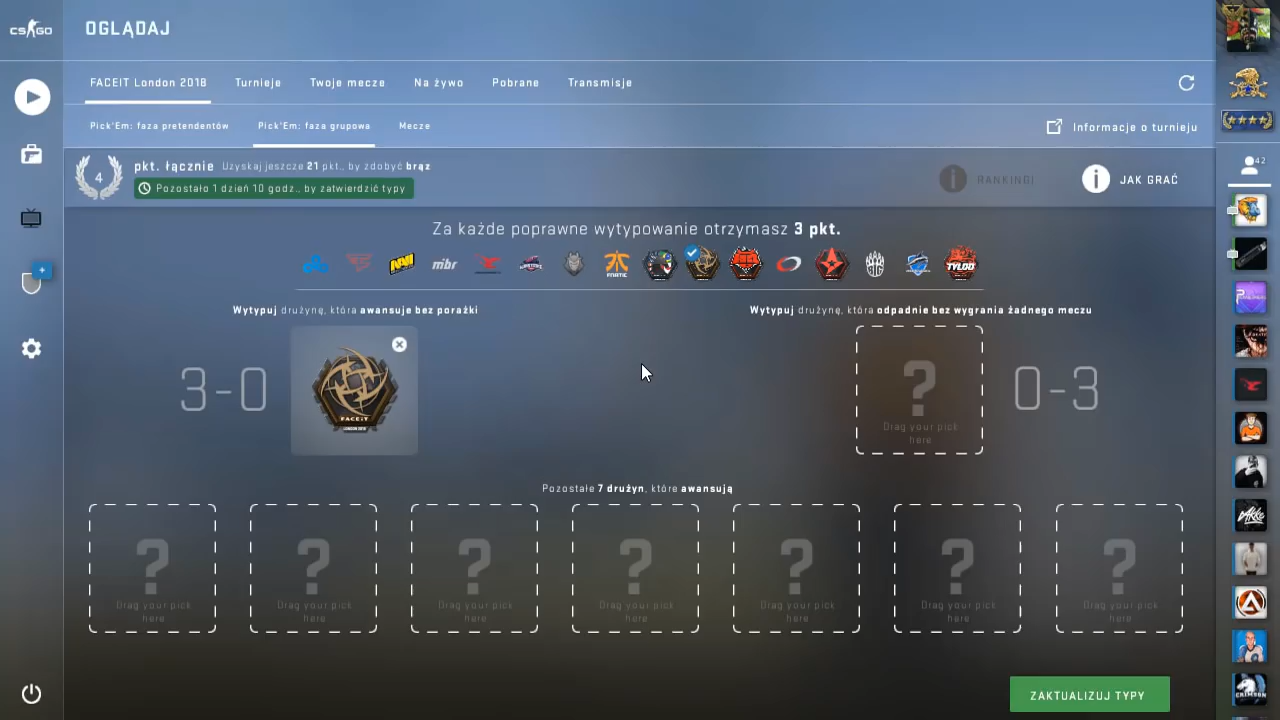 CS GO
OGLĄDAJ
FACEIT London 2018
Turnieje
Twoje mecze
Na żywo
Pobrane
Transmisje
Pick'Em: faza pretendentów
Pick'Em: faza grupowa
Mecze
Informacje o turnieju
4
pkt. łącznie
Uzyskaj jeszcze 21 pkt., by zdobyć brąz
Pozostało 1 dzień 10 godz., by zatwierdzić typy
RANKINGI
JAK GRAĆ
42
Za każde poprawne wytypowanie otrzymasz 3 pkt.
NAVI
mibr
FNATIC
TYLOO
Wytypuj drużynę, która awansuje bez porażki
Wytypuj drużynę, która odpadnie bez wygrania żadnego meczu
3-0
FACEIT
LONDON 2018
?
Drag your pick
here
0-3
Pozostałe 7 drużyn, które awansują
?
Drag your pick
here
?
Drag your pick
here
?
Drag your pick
here
?
Drag your pick
here
?
Drag your pick
here
?
Drag your pick
here
?
Drag your pick
here
ZAKTUALIZUJ TYPY
CRIMSON